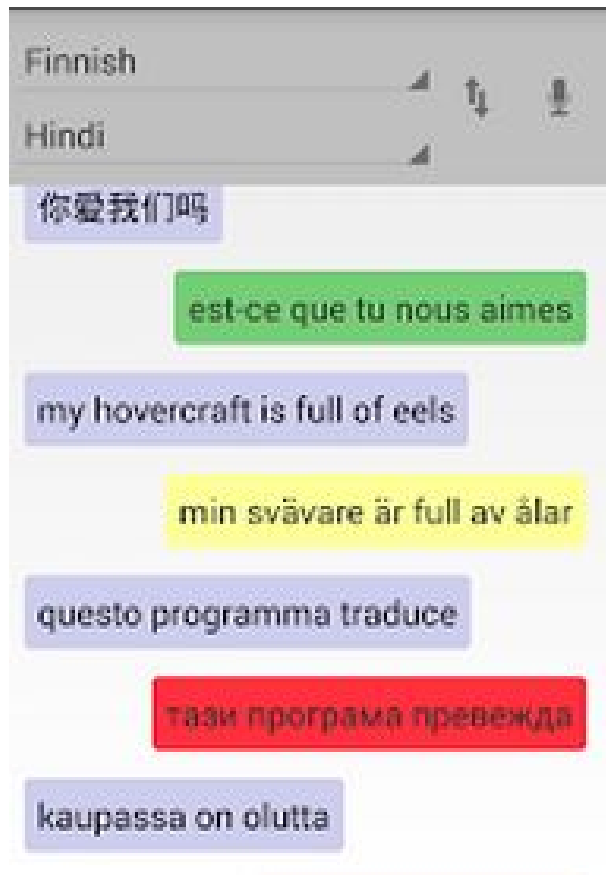 Finnish
Hindi
你爱我们吗
est-ce que tu nous aimes
my hovercraft is full of eels
min svävare är full av ålar
questo programma traduce
тази програма превежда
kaupassa on olutta